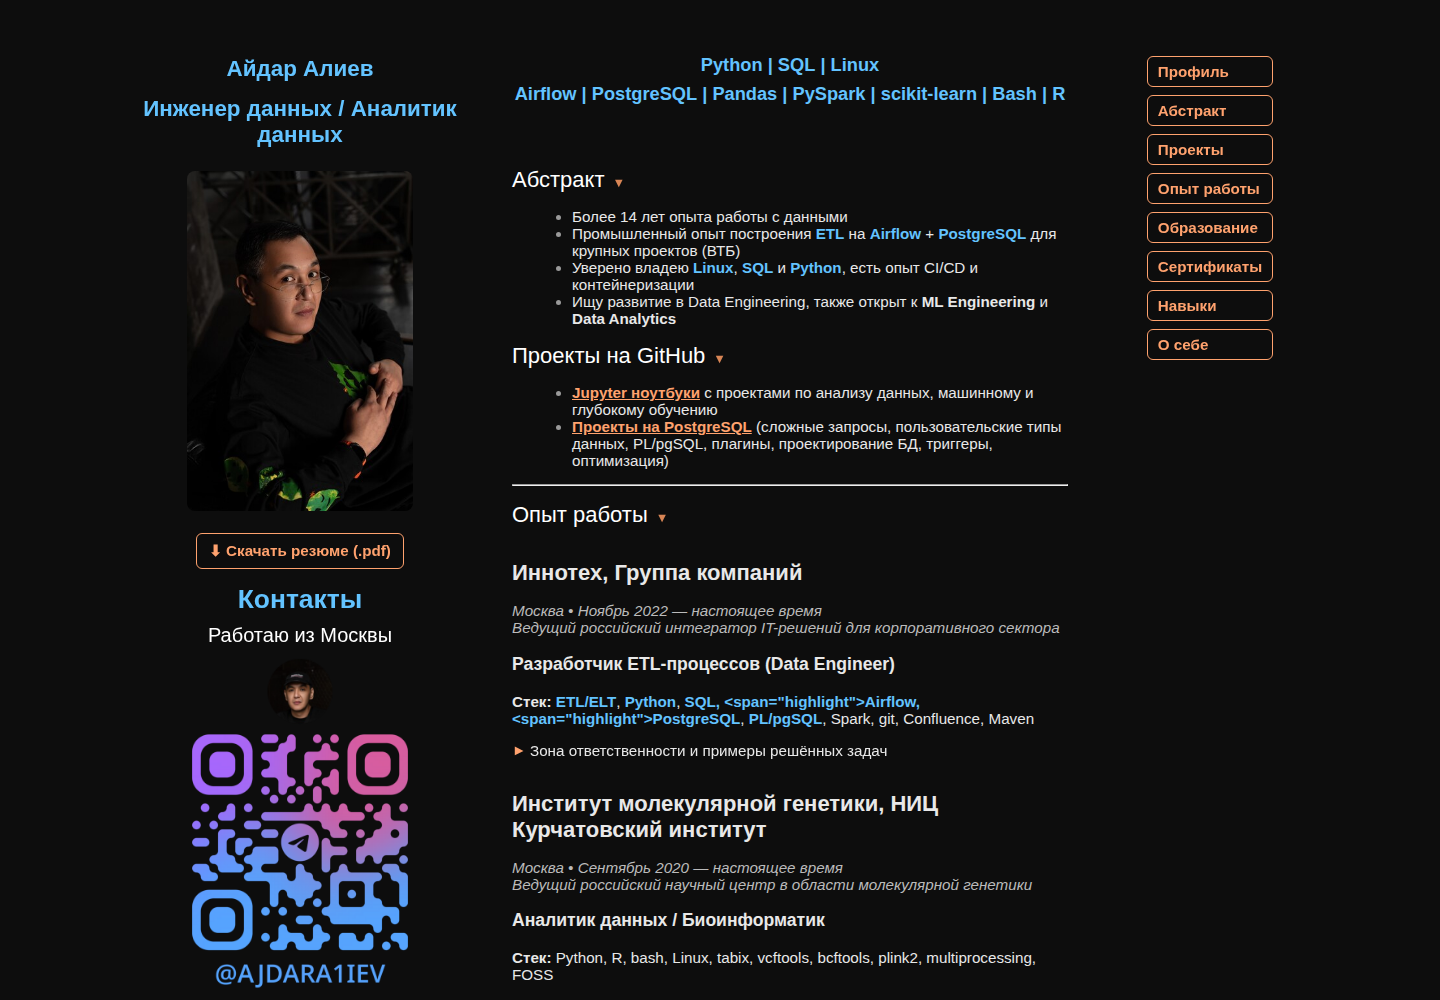 Айдар Алиев
Инженер данных / Аналитик
данных
⬇ Скачать резюме (.pdf)
Контакты
Работаю из Москвы
@AJDARA1IEV
Python | SQL | Linux
Airflow | PostgreSQL | Pandas | PySpark | scikit-learn | Bash | R
Абстракт ▼
• Более 14 лет опыта работы с данными
• Промышленный опыт построения ETL на Airflow + PostgreSQL для
крупных проектов (ВТБ)
• Уверено владею Linux, SQL и Python, есть опыт CI/CD и
контейнеризации
• Ищу развитие в Data Engineering, также открыт к ML Engineering и
Data Analytics
Проекты на GitHub ▼
• Jupyter ноутбуки с проектами по анализу данных, машинному и
глубокому обучению
• Проекты на PostgreSQL (сложные запросы, пользовательские типы
данных, PL/pgSQL, плагины, проектирование БД, триггеры,
оптимизация)
Опыт работы ▼
Иннотех, Группа компаний
Москва • Ноябрь 2022 — настоящее время
Ведущий российский интегратор IT-решений для корпоративного сектора
Разработчик ETL-процессов (Data Engineer)
Стек: ETL/ELT, Python, SQL, <span="highlight">Airflow,
<span="highlight">PostgreSQL, PL/pgSQL, Spark, git, Confluence, Maven
► Зона ответственности и примеры решённых задач
Институт молекулярной генетики, НИЦ
Курчатовский институт
Москва • Сентябрь 2020 — настоящее время
Ведущий российский научный центр в области молекулярной генетики
Аналитик данных / Биоинформатик
Стек: Python, R, bash, Linux, tabix, vcftools, bcftools, plink2, multiprocessing,
FOSS
Профиль
Абстракт
Проекты
Опыт работы
Образование
Сертификаты
Навыки
О себе